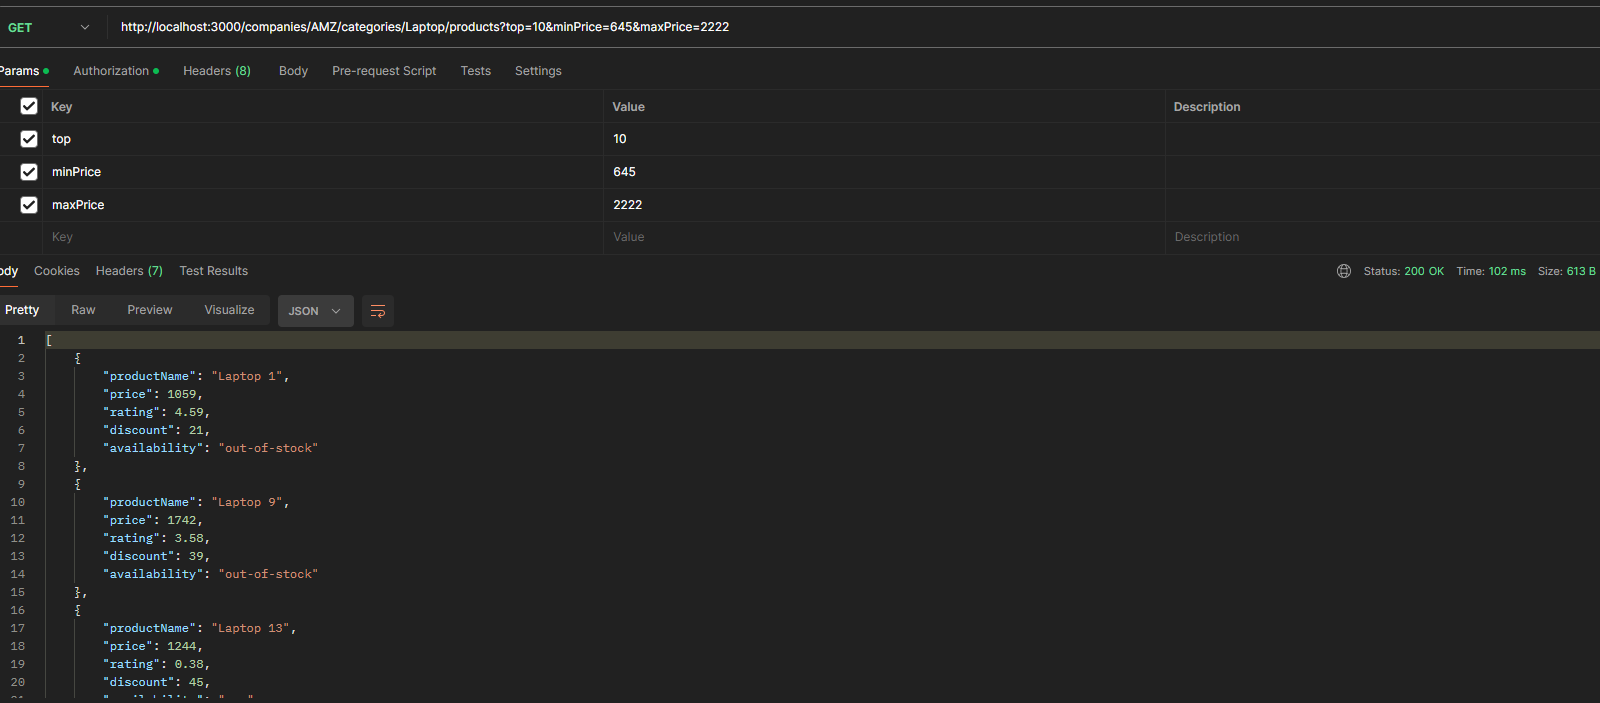 GET http://localhost:3000/companies/AMZ/categories/Laptop/products?top=10&minPrice=645&maxPrice=2222
Params Authorization Headers (8) Body Pre-request Script Tests Settings
Key Value Description
top 10
minPrice 645
maxPrice 2222
Key Value Description
ody Cookies Headers (7) Test Results Status: 200 OK Time: 102 ms Size: 613 B
Pretty Raw Preview Visualize JSON
1 [
2 {
3 "productName": "Laptop 1",
4 "price": 1059,
5 "rating": 4.59,
6 "discount": 21,
7 "availability": "out-of-stock"
8 },
9 {
10 "productName": "Laptop 9",
11 "price": 1742,
12 "rating": 3.58,
13 "discount": 39,
14 "availability": "out-of-stock"
15 },
16 {
17 "productName": "Laptop 13",
18 "price": 1244,
19 "rating": 0.38,
20 "discount": 45,